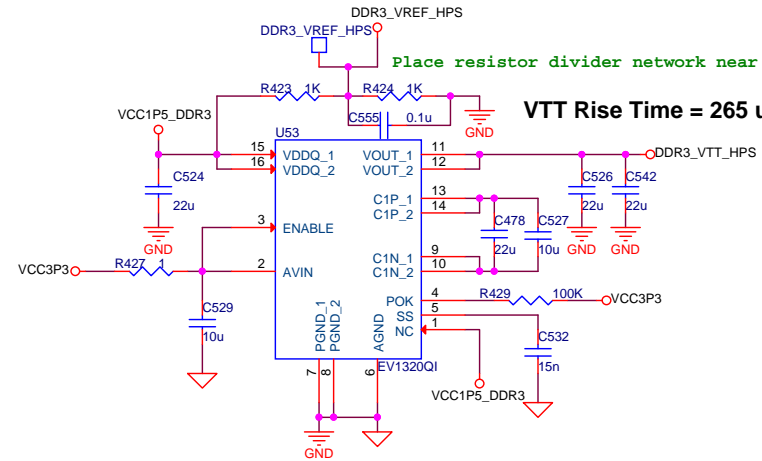 DDR3_VREF_HPS
DDR3_VREF_HPS
Place resistor divider network near
R423 1K R424 1K
VCC1P5_DDR3
C555 0.1u
GND
VTT Rise Time = 265 u
U53
15 VDDQ_1 VOUT_1 11
16 VDDQ_2 VOUT_2 12
DDR3_VTT_HPS
C524
22u
GND
C526
22u
GND
C542
22u
GND
C1P_1 13
C1P_2 14
3 ENABLE
C478
22u
C527
10u
C1N_1 9
C1N_2 10
VCC3P3 R427 1
2 AVIN
C529
10u
POK 4 R429 100K VCC3P3
SS 5
NC 1
C532
15n
PGND_1
PGND_2
AGND
7
8
6
EV1320QI
VCC1P5_DDR3
GND